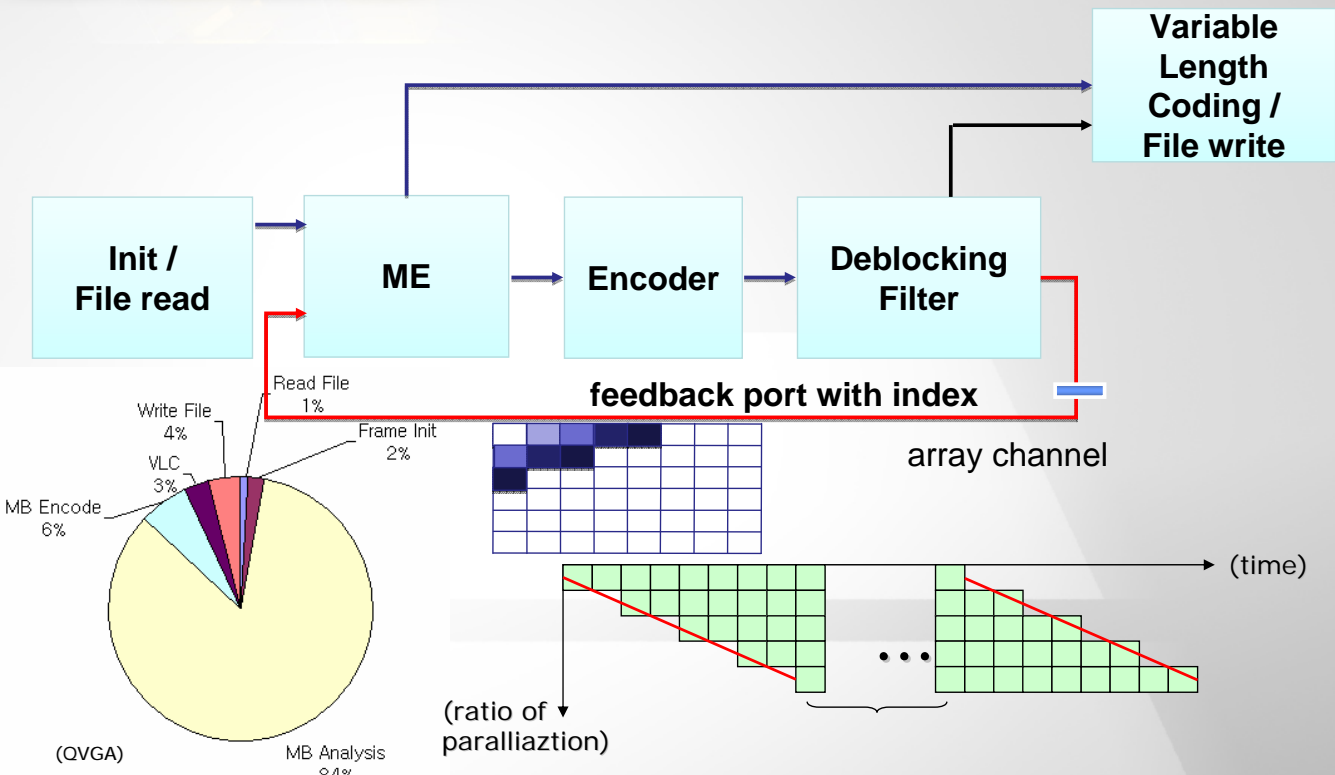 Variable
Length
Coding /
File write
Init /
File read
ME
Encoder
Deblocking
Filter
feedback port with index
array channel
Read File
1%
Write File
4%
Frame Init
2%
VLC
3%
MB Encode
6%
(time)
• • •
(ratio of
paralliaztion)
(QVGA)
MB Analysis
84%